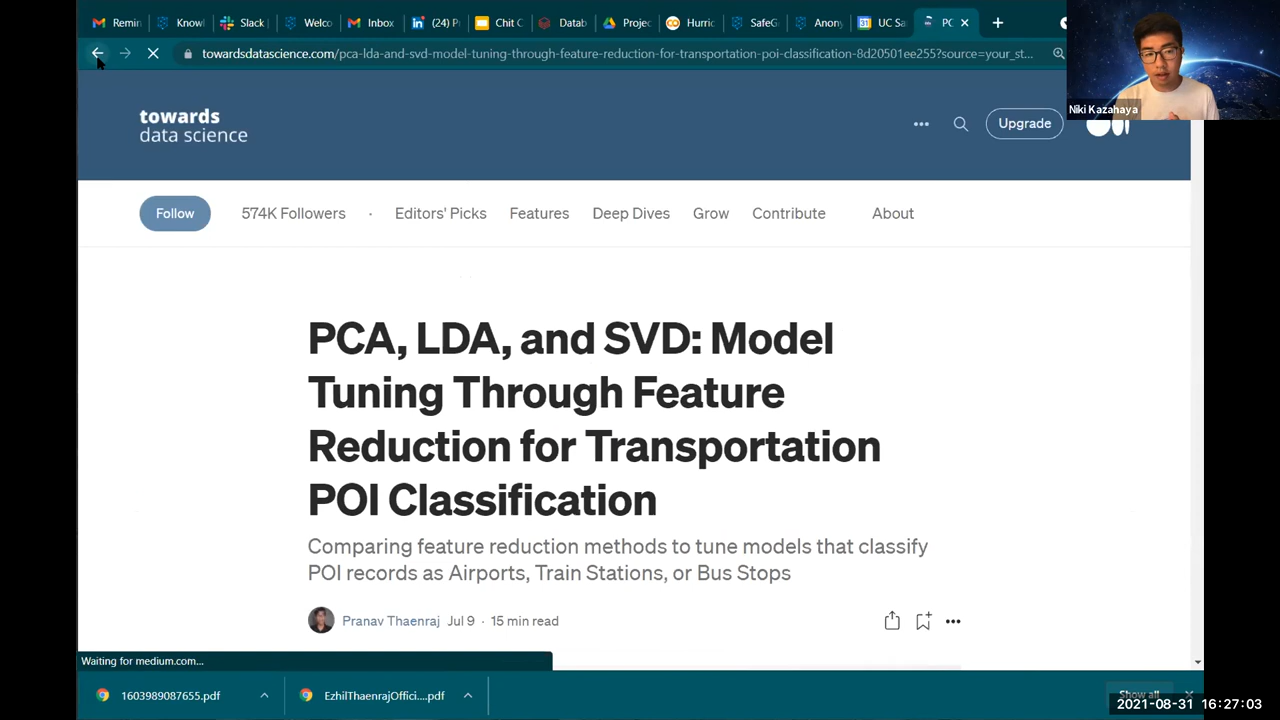 Remin
Knowl
Slack
Welco
Inbox
(24) P
Chit C
Datab
Projec
Hurric
SafeG
Anony
UC Sa
PC
towardsdatascience.com/pca-lda-and-svd-model-tuning-through-feature-reduction-for-transportation-poi-classification-8d20501ee255?source=your_st...
Niki Kazahaya
towards
data science
Upgrade
Follow
574K Followers
·
Editors' Picks
Features
Deep Dives
Grow
Contribute
About
PCA, LDA, and SVD: Model
Tuning Through Feature
Reduction for Transportation
POI Classification
Comparing feature reduction methods to tune models that classify
POI records as Airports, Train Stations, or Bus Stops
Pranav Thaenraj Jul 9 · 15 min read
Waiting for medium.com...
1603989087655.pdf
EzhilThaenrajOffici....pdf
Show all
2021-08-31 16:27:03